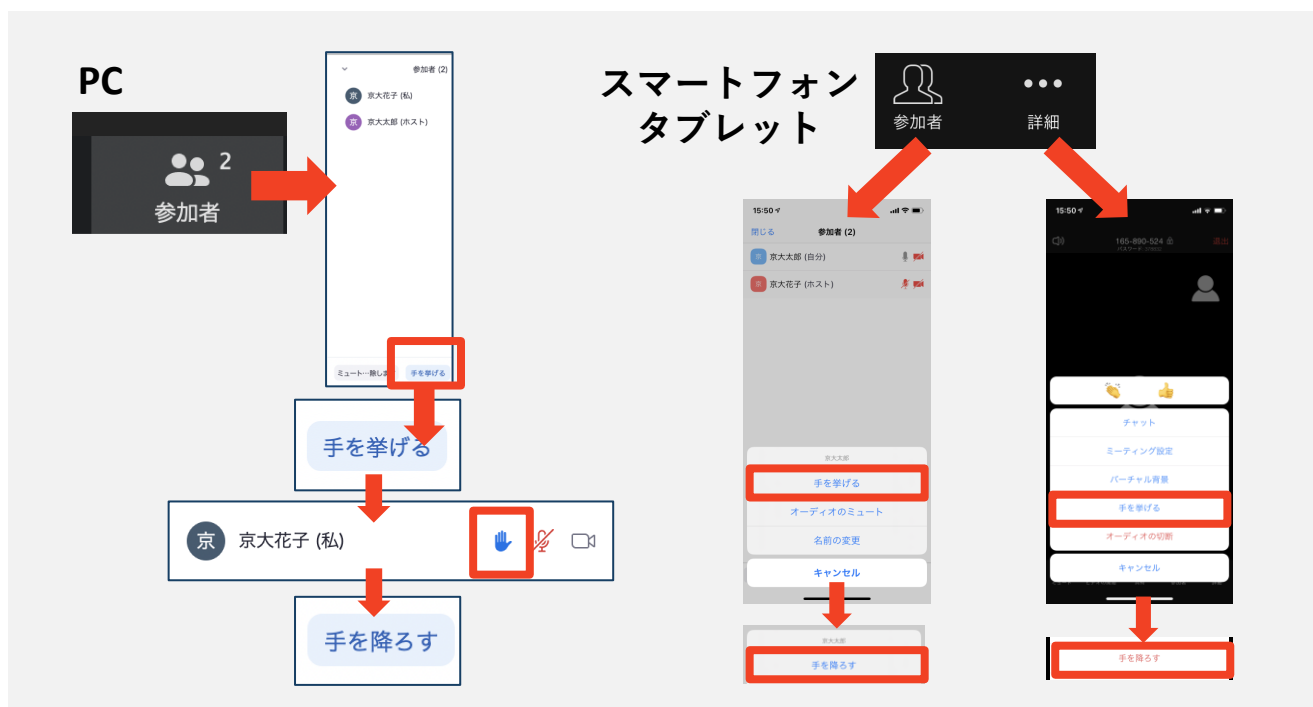 PC
2
参加者
参加者 (2)
京 京大花子 (私)
京 京大太郎 (ホスト)
手を挙げる
手を挙げる
京 京大花子 (私)
手を降ろす
スマートフォン
タブレット
参加者
詳細
15:50
閉じる 参加者 (2)
京大太郎 (自分)
京大花子 (ホスト)
京大太郎
手を挙げる
オーディオのミュート
名前の変更
キャンセル
京大太郎
手を降ろす
15:50
165-890-524
退出
チャット
ミーティング設定
バーチャル背景
手を挙げる
オーディオの切断
キャンセル
手を降ろす